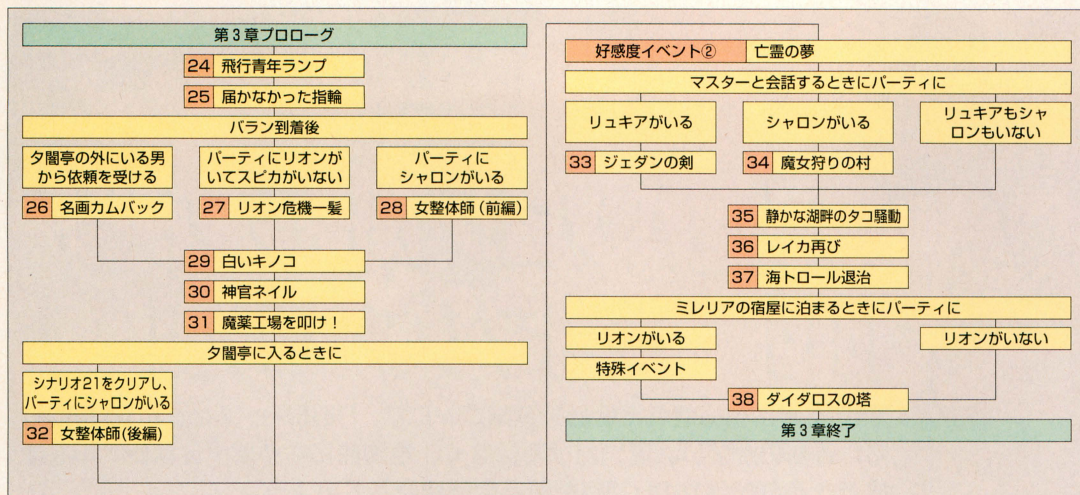 第3章プロローグ
24 飛行青年ランプ
25 届かなかった指輪
バラン到着後
夕闇亭の外にいる男
から依頼を受ける
パーティにリオンが
いてスピカがいない
パーティに
シャロンがいる
26 名画カムバック
27 リオン危機一髪
28 女整体師(前編)
29 白いキノコ
30 神官ネイル
31 魔薬工場を叩け!
夕闇亭に入るときに
シナリオ21をクリアし、
パーティにシャロンがいる
32 女整体師(後編)
好感度イベント② 亡霊の夢
マスターと会話するときにパーティに
リュキアがいる
シャロンがいる
リュキアもシャ
ロンもいない
33 ジェダンの剣
34 魔女狩りの村
35 静かな湖畔のタコ騒動
36 レイカ再び
37 海トロール退治
ミレリアの宿屋に泊まるときにパーティに
リオンがいる
リオンがいない
特殊イベント
38 ダイダロスの塔
第3章終了